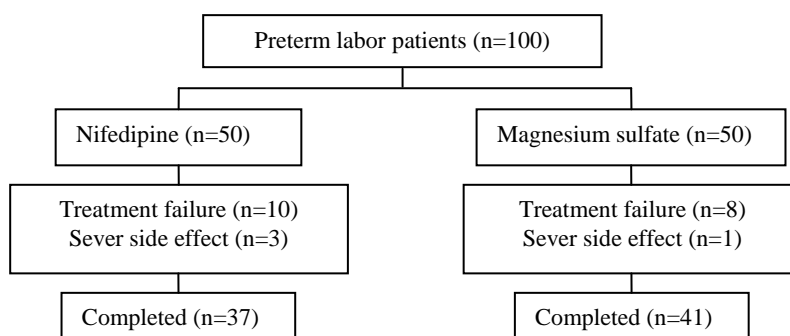 Preterm labor patients (n=100)
Nifedipine (n=50)
Magnesium sulfate (n=50)
Treatment failure (n=10)
Sever side effect (n=3)
Treatment failure (n=8)
Sever side effect (n=1)
Completed (n=37)
Completed (n=41)